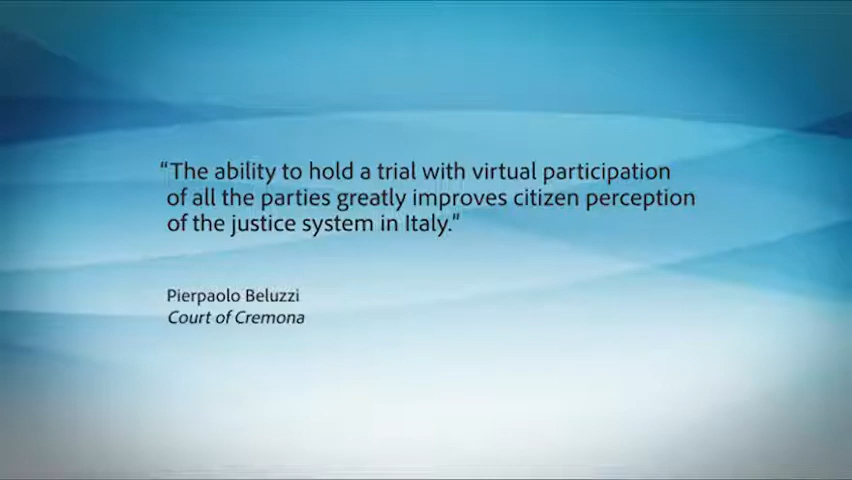 “The ability to hold a trial with virtual participation
of all the parties greatly improves citizen perception
of the justice system in Italy.”
Pierpaolo Beluzzi
Court of Cremona